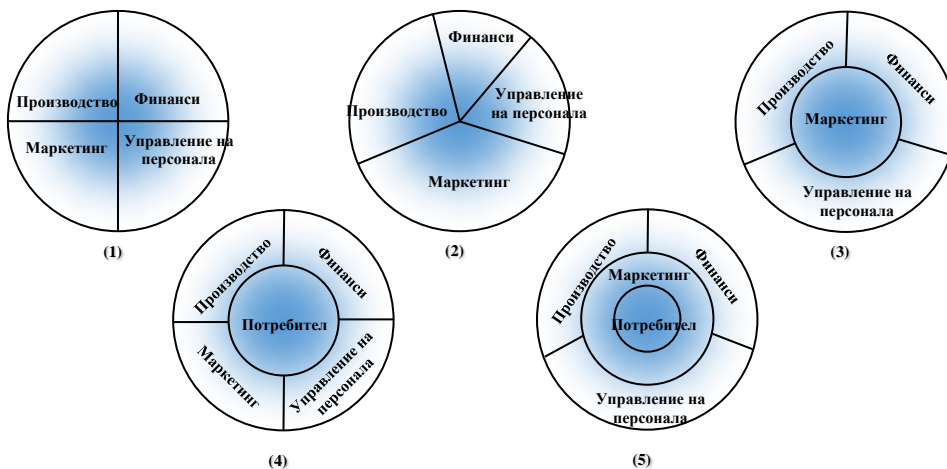 Производство
Финанси
Маркетинг
Управление на
персонала
(1)
Финанси
Производство
Управление
на персонала
Маркетинг
(2)
Производство
Финанси
Маркетинг
Управление на
персонала
(3)
Производство
Финанси
Потребител
Маркетинг
Управление на
персонала
(4)
Производство
Маркетинг
Финанси
Потребител
Управление на
персонала
(5)